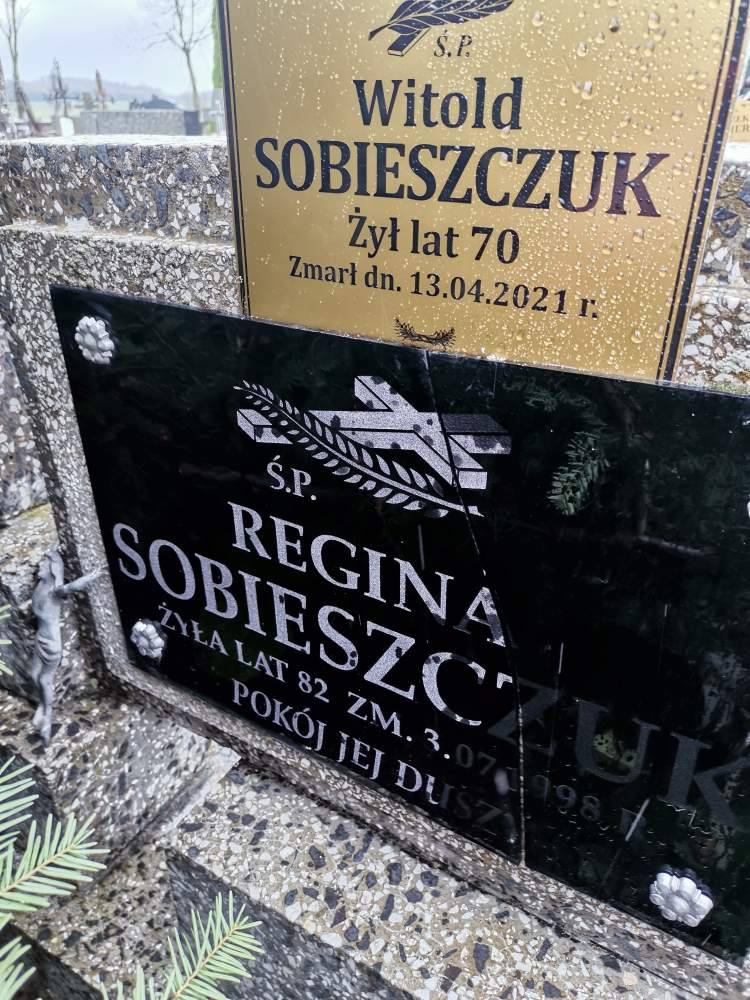 Ś.P.
Witold
SOBIESZCZUK
Żył lat 70
Zmarł dn. 13.04.2021 r.
Ś.P.
REGINA
SOBIESZCZUK
ŻYŁA LAT 82 ZM. 3.07.1998 r.
POKÓJ JEJ DUSZY